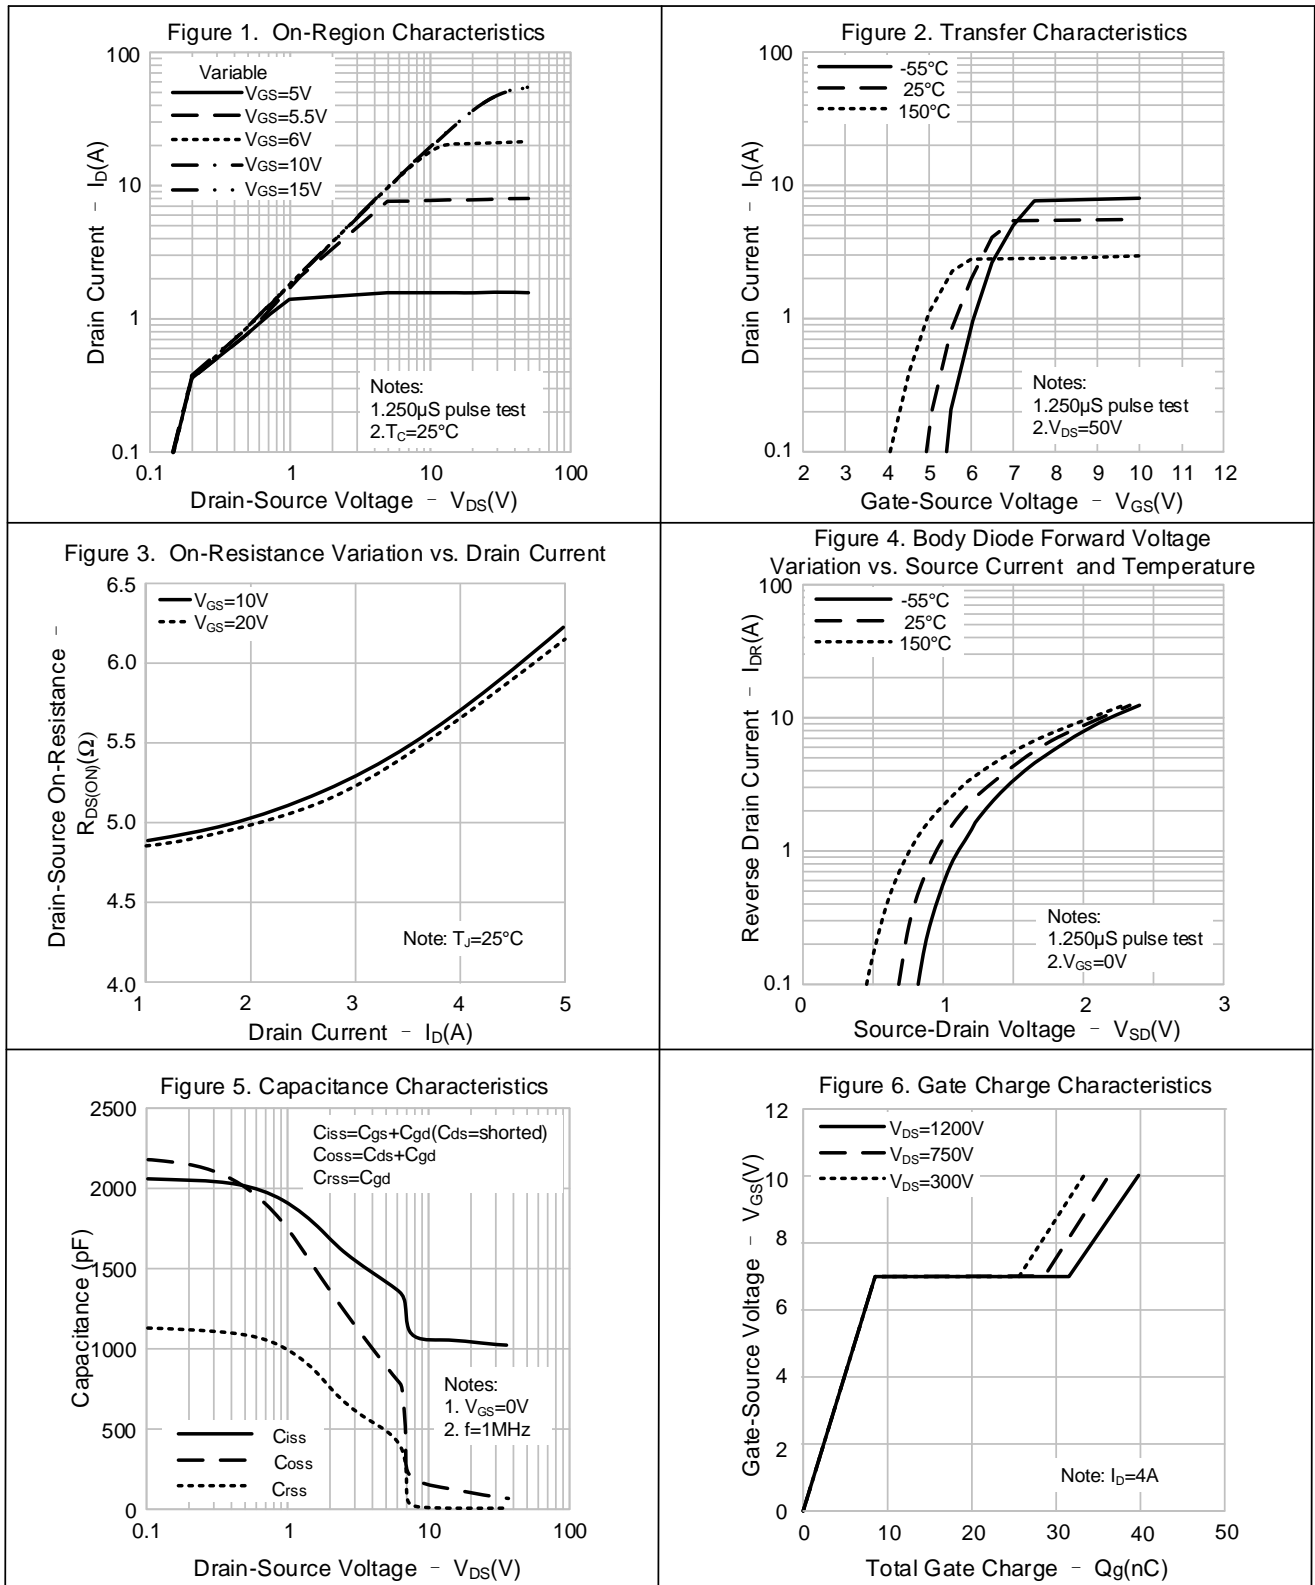 Figure 1. On-Region Characteristics
Variable
VGS=5V
VGS=5.5V
VGS=6V
VGS=10V
VGS=15V
100
10
1
0.1
Drain Current - ID(A)
Notes:
1.250µS pulse test
2.TC=25°C
0.1 1 10 100
Drain-Source Voltage - VDS(V)
Figure 2. Transfer Characteristics
-55°C
25°C
150°C
100
10
1
0.1
Drain Current - ID(A)
Notes:
1.250µS pulse test
2.VDS=50V
2 3 4 5 6 7 8 9 10 11 12
Gate-Source Voltage - VGS(V)
Figure 3. On-Resistance Variation vs. Drain Current
VGS=10V
VGS=20V
6.5
6.0
5.5
5.0
4.5
4.0
Drain-Source On-Resistance -
RDS(ON)(Ω)
Note: TJ=25°C
1 2 3 4 5
Drain Current - ID(A)
Figure 4. Body Diode Forward Voltage
Variation vs. Source Current and Temperature
-55°C
25°C
150°C
100
10
1
0.1
Reverse Drain Current - IDR(A)
Notes:
1.250µS pulse test
2.VGS=0V
0 1 2 3
Source-Drain Voltage - VSD(V)
Figure 5. Capacitance Characteristics
Ciss=Cgs+Cgd(Cds=shorted)
Coss=Cds+Cgd
Crss=Cgd
2500
2000
1500
1000
500
0
Capacitance (pF)
Notes:
1. VGS=0V
2. f=1MHz
Ciss
Coss
Crss
0.1 1 10 100
Drain-Source Voltage - VDS(V)
Figure 6. Gate Charge Characteristics
VDS=1200V
VDS=750V
VDS=300V
12
10
8
6
4
2
0
Gate-Source Voltage - VGS(V)
Note: ID=4A
0 10 20 30 40 50
Total Gate Charge - Qg(nC)